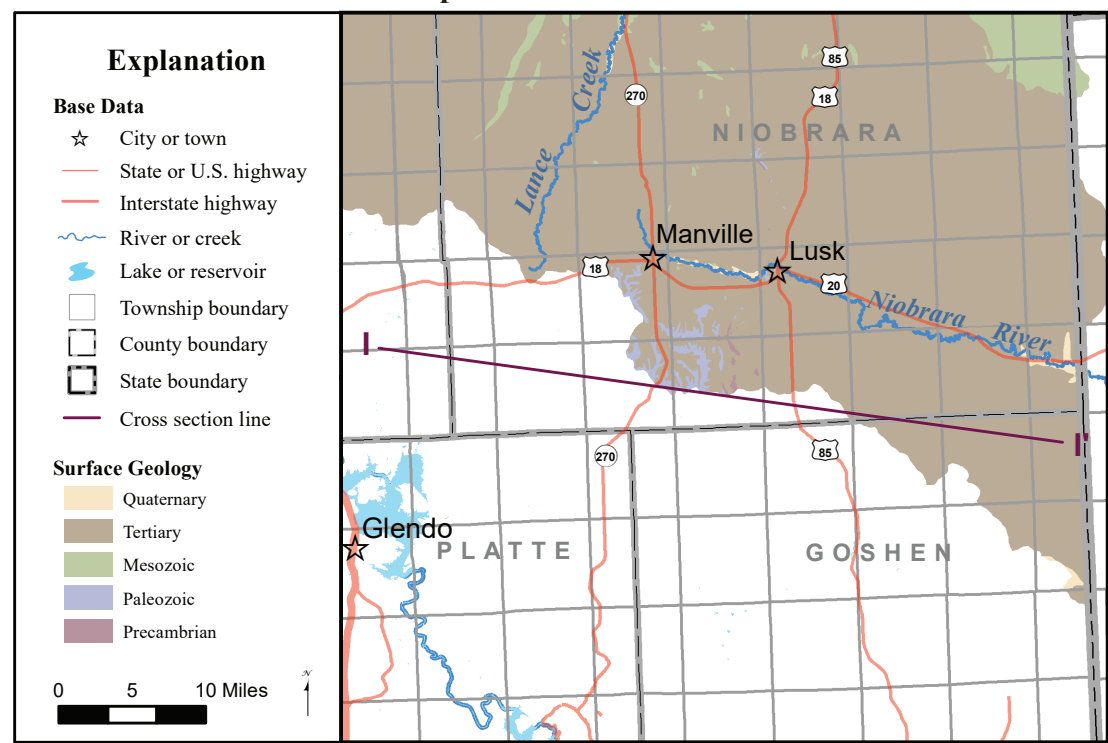 Explanation
Base Data
City or town
State or U.S. highway
Interstate highway
River or creek
Lake or reservoir
Township boundary
County boundary
State boundary
Cross section line
Surface Geology
Quaternary
Tertiary
Mesozoic
Paleozoic
Precambrian
0 5 10 Miles
N
85
270
18
Lance Creek
NIOBRARA
Manville
Lusk
18
20
Niobrara River
I
I'
270
85
Glendo
PLATTE
GOSHEN